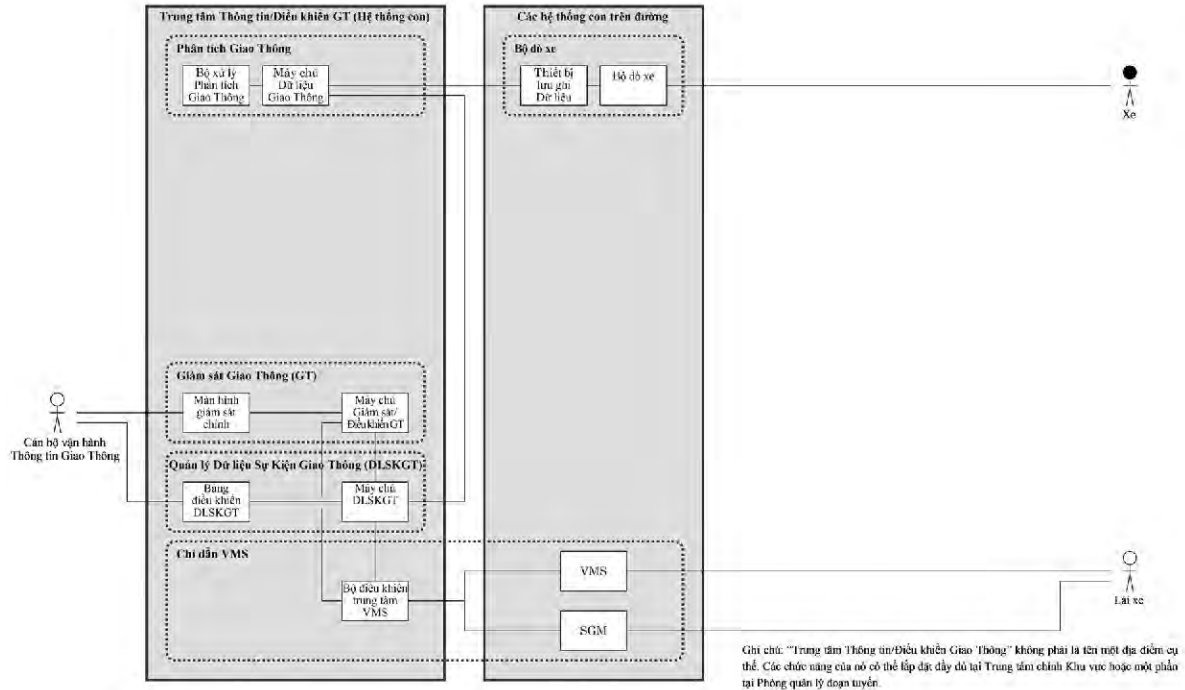 Trung tâm Thông tin/Điều khiển GT (Hệ thống con)
Các hệ thống con trên đường
Phân tích Giao Thông
Bộ xử lý
Phân tích
Giao Thông
Máy chủ
Dữ liệu
Giao Thông
Bộ dò xe
Thiết bị
lưu ghi
Dữ liệu
Bộ dò xe
Xe
Giám sát Giao Thông (GT)
Màn hình
giám sát
chính
Máy chủ
Giám sát/
Điều khiển GT
Cán bộ vận hành
Thông tin Giao Thông
Quản lý Dữ liệu Sự Kiện Giao Thông (DLSKGT)
Bảng
điều khiển
DLSKGT
Máy chủ
DLSKGT
Chỉ dẫn VMS
Bộ điều khiển
trung tâm
VMS
VMS
SGM
Lái xe
Ghi chú: "Trung tâm Thông tin/Điều khiển Giao Thông" không phải là tên một địa điểm cụ
thể. Các chức năng của nó có thể lắp đặt đầy đủ tại Trung tâm chính Khu vực hoặc một phần
tại Phòng quản lý đoạn tuyến.